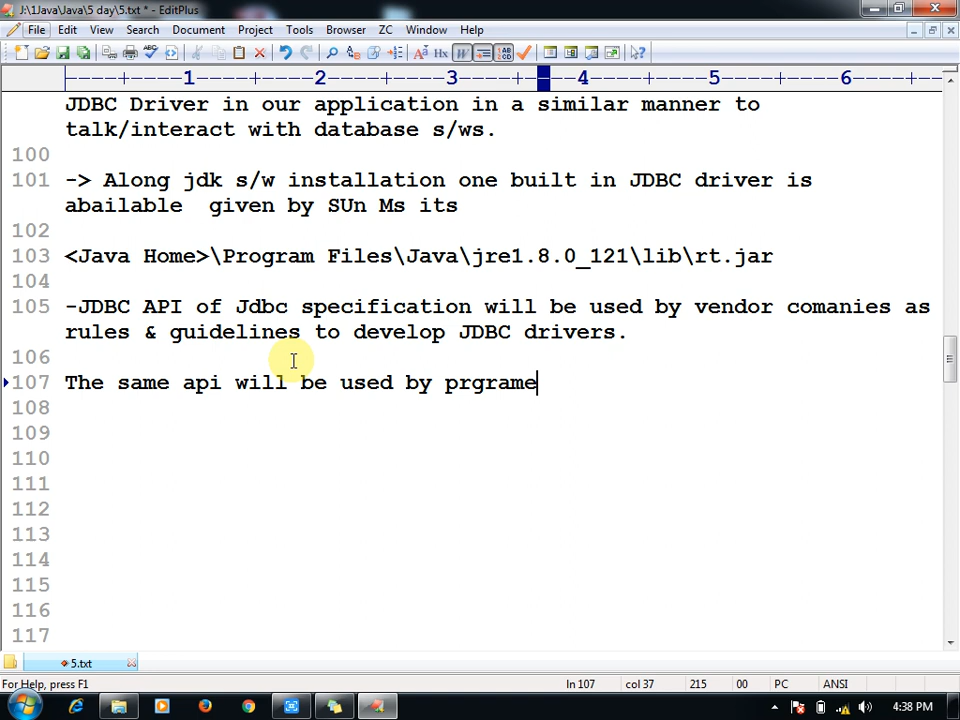 J:\1Java\Java\5 day\5.txt * - EditPlus
File Edit View Search Document Project Tools Browser ZC Window Help
----+----1----+----2----+----3----+----4----+----5----+----6----+--
JDBC Driver in our application in a similar manner to
talk/interact with database s/ws.
100
101 -> Along jdk s/w installation one built in JDBC driver is
abailable  given by SUn Ms its
102
103 <Java Home>\Program Files\Java\jre1.8.0_121\lib\rt.jar
104
105 -JDBC API of Jdbc specification will be used by vendor comanies as
rules & guidelines to develop JDBC drivers.
106
107 The same api will be used by prgrame
108
109
110
111
112
113
114
115
116
117
5.txt
For Help, press F1 ln 107 col 37 215 00 PC ANSI
4:38 PM